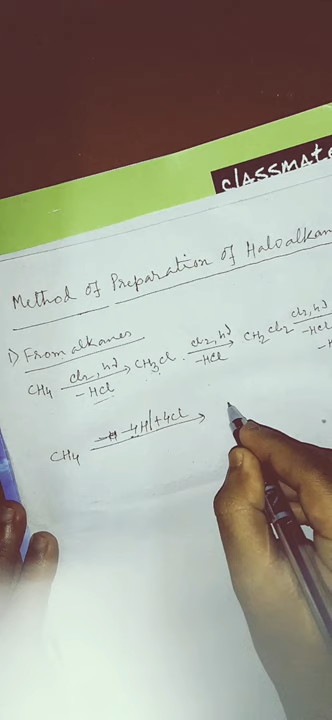 classmate
Method of Preparation of Haloalkan
1) From alkanes
CH4 Cl2, hν -HCl → CH3Cl Cl2, hν -HCl → CH2Cl2 Cl2, hν -HCl
CH4 -4H/+4Cl →